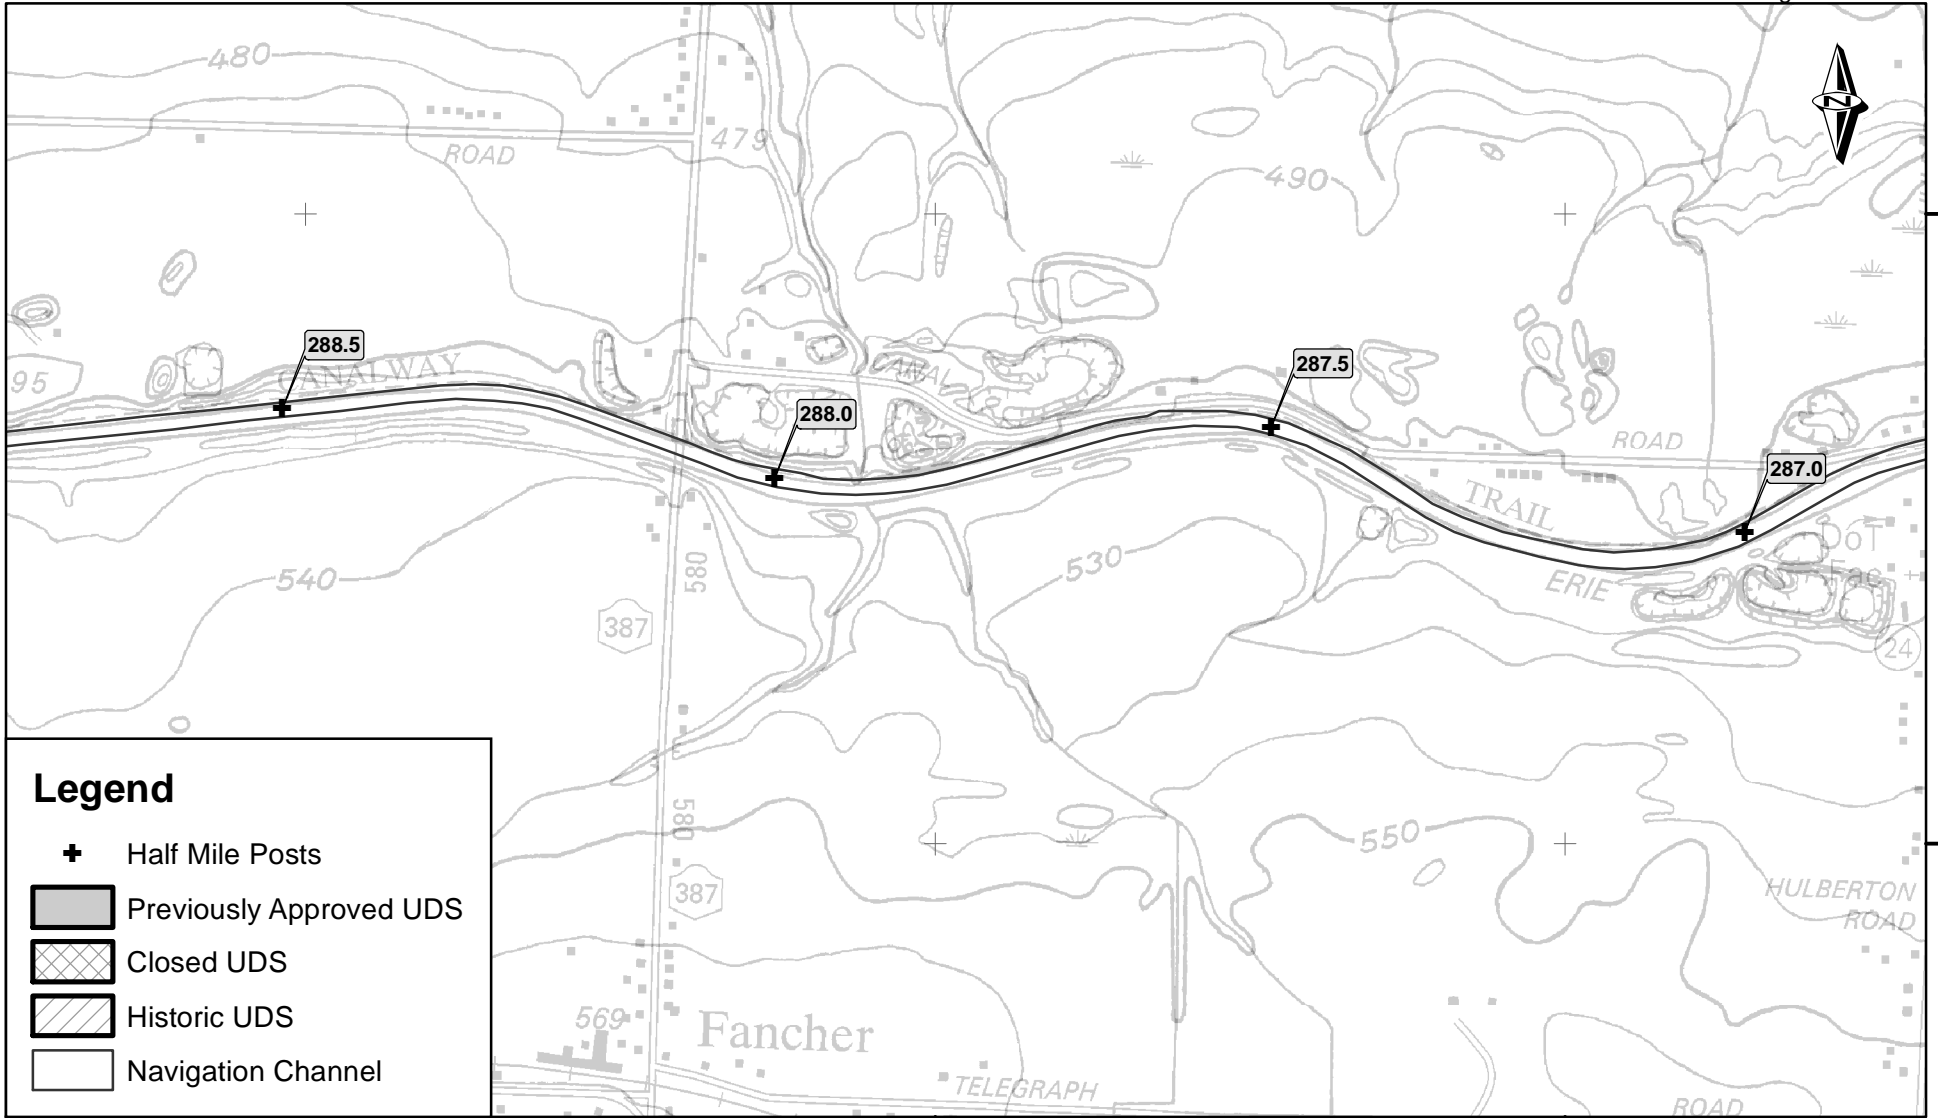 480
ROAD
479
490
N
95
CANALWAY
288.5
CANAL
288.0
287.5
ROAD
287.0
TRAIL
ERIE
DoT
Fac
24
540
530
580
387
580
387
550
HULBERTON
ROAD
569
Fancher
TELEGRAPH
ROAD
Legend
Half Mile Posts
Previously Approved UDS
Closed UDS
Historic UDS
Navigation Channel